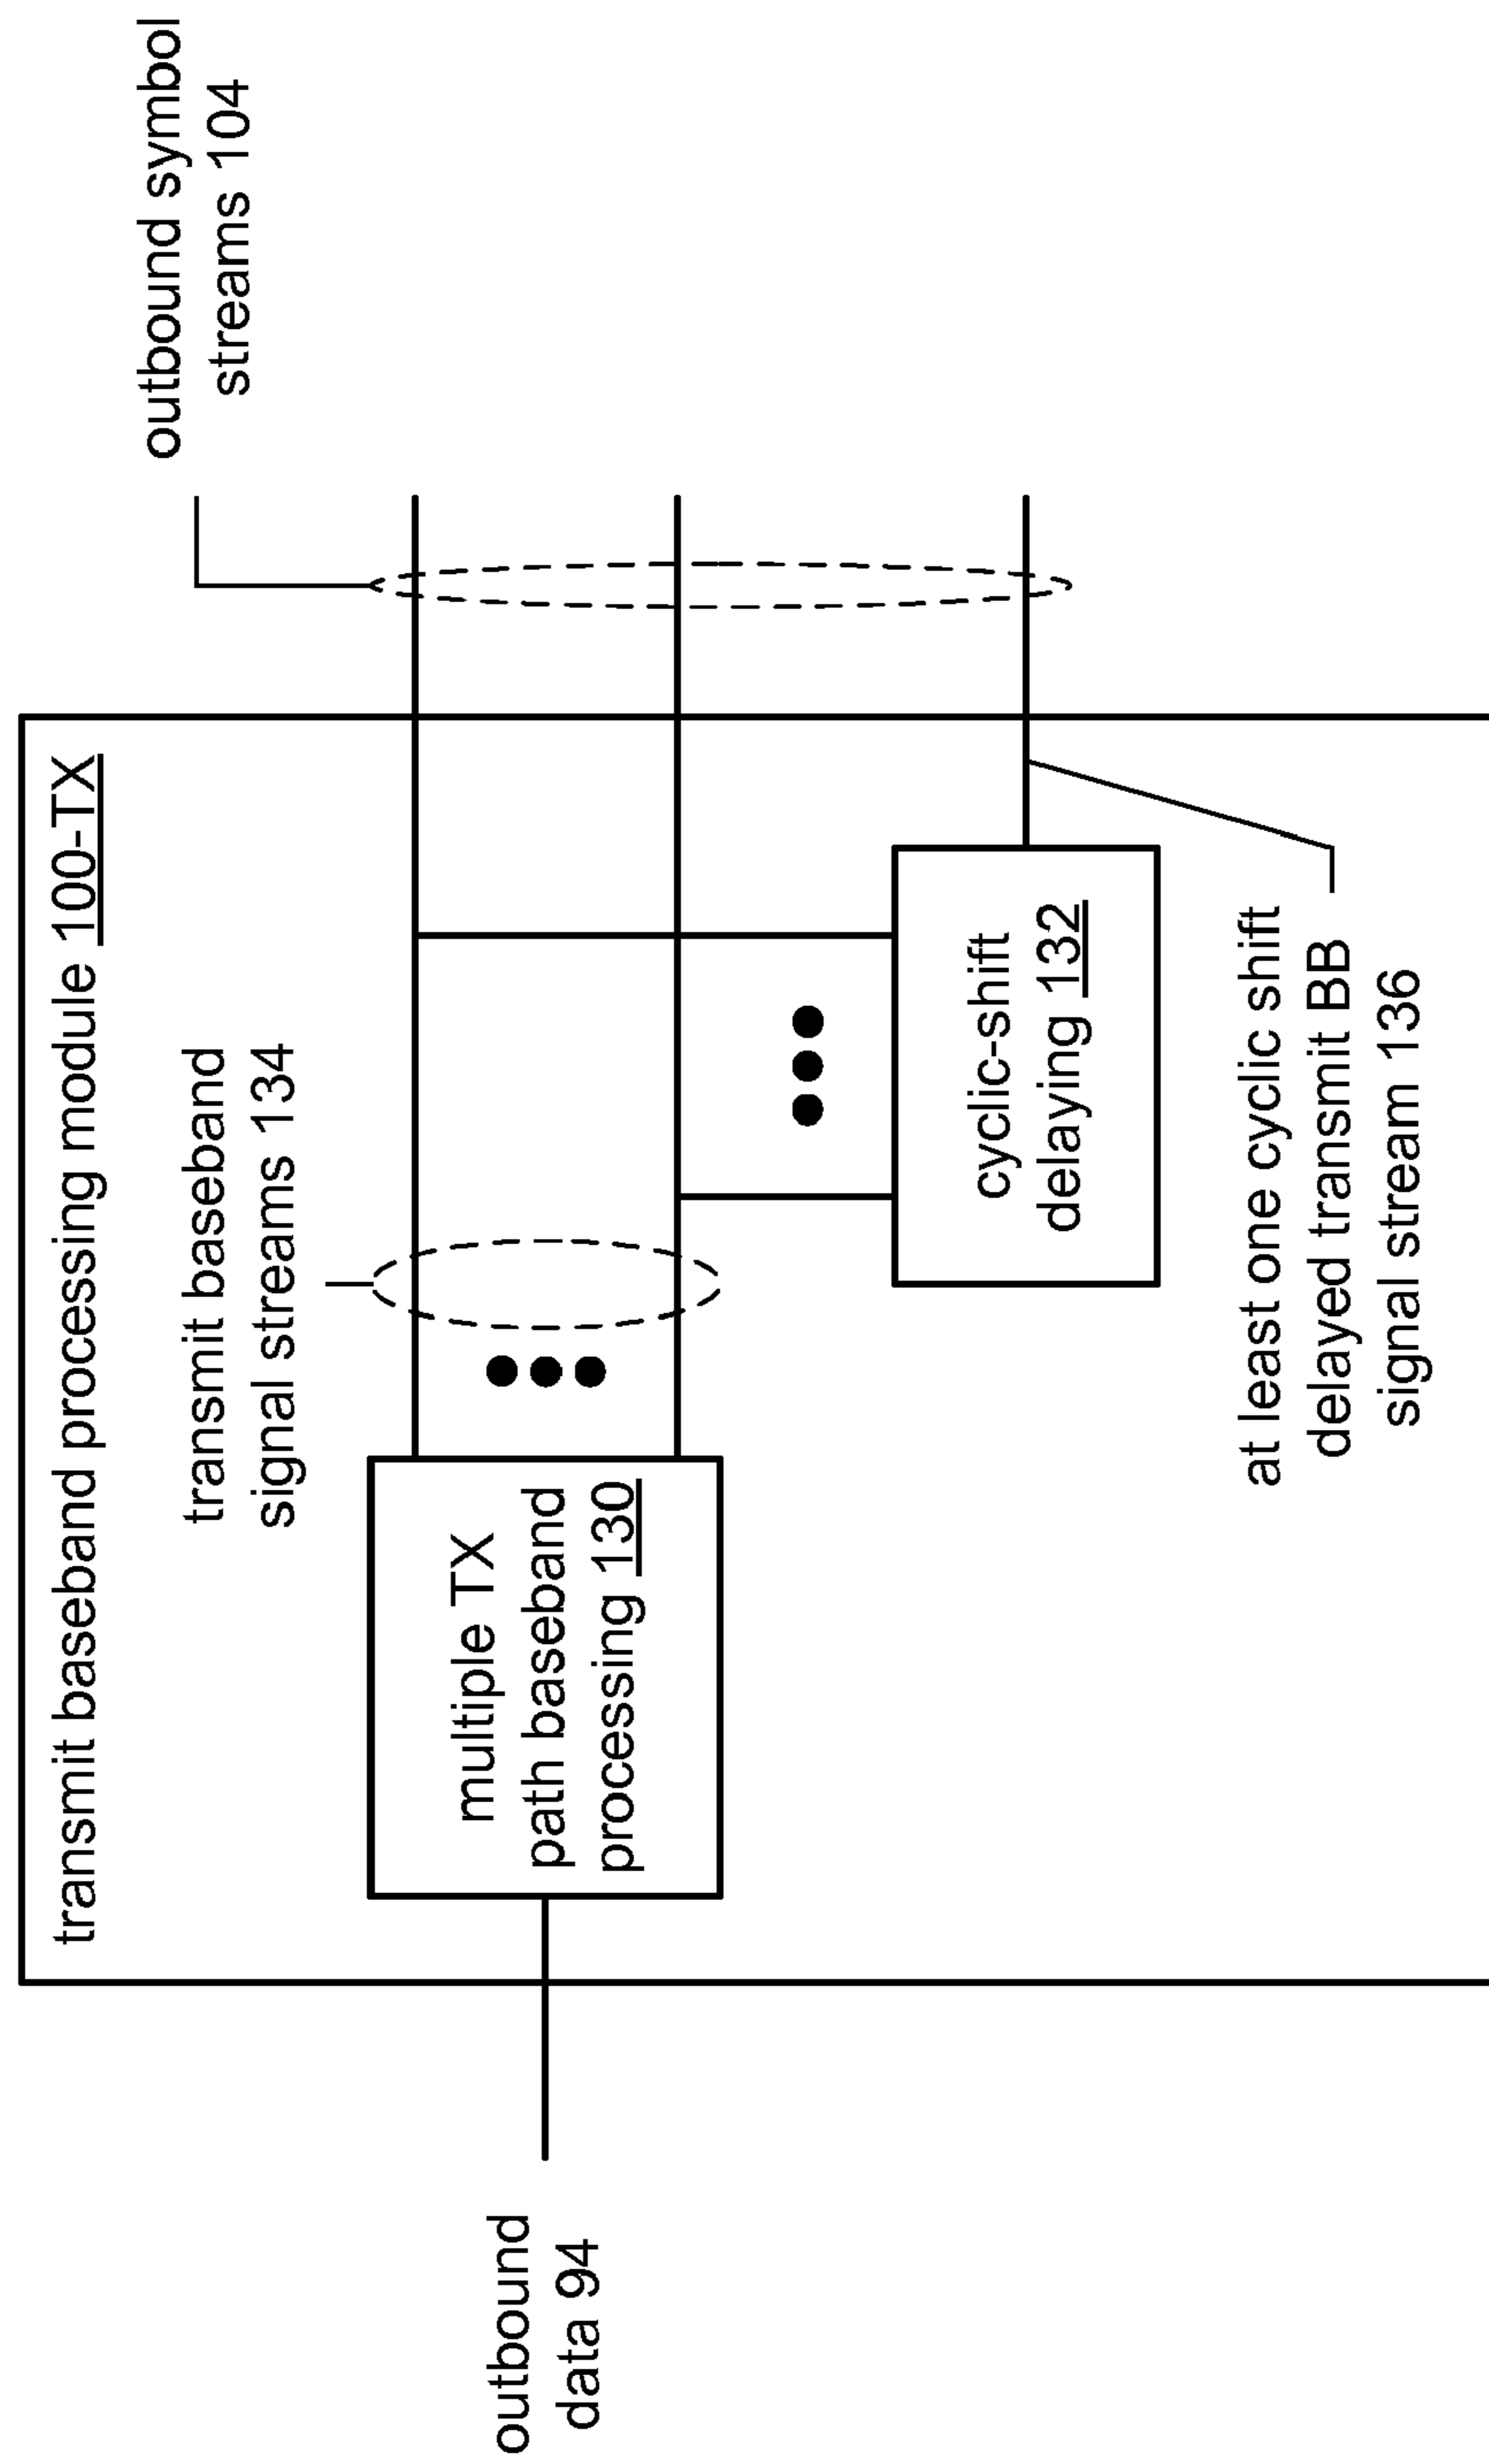 transmit baseband processing module 100-TX
outbound
data 94
multiple TX
path baseband
processing 130
transmit baseband
signal streams 134
cyclic-shift
delaying 132
at least one cyclic shift
delayed transmit BB
signal stream 136
outbound symbol
streams 104